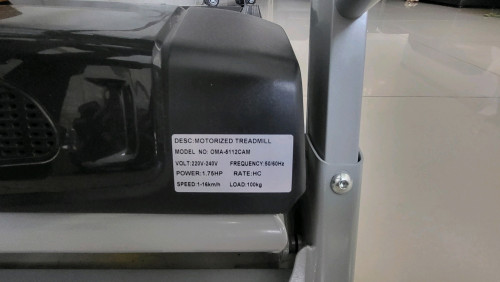 DESC:MOTORIZED TREADMILL
MODEL NO: OMA-5112CAM
VOLT:220V-240V FREQUENCY:50/60Hz
POWER:1.75HP RATE:HC
SPEED:1-16km/h LOAD:100kg